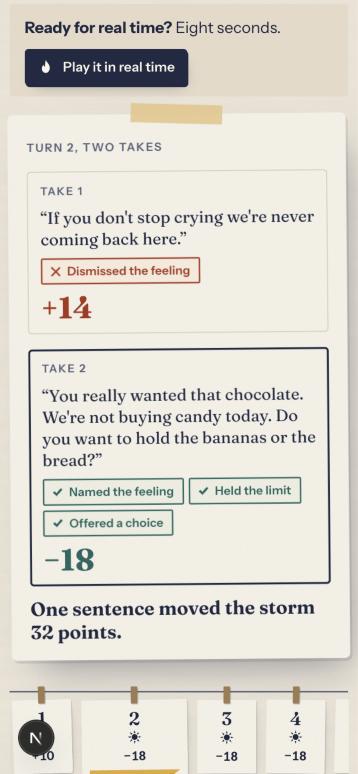 Ready for real time? Eight seconds.
Play it in real time
TURN 2, TWO TAKES
TAKE 1
“If you don't stop crying we're never
coming back here.”
Dismissed the feeling
+14
TAKE 2
“You really wanted that chocolate.
We're not buying candy today. Do
you want to hold the bananas or the
bread?”
Named the feeling
Held the limit
Offered a choice
−18
One sentence moved the storm
32 points.
1
2
3
4
N
+10
−18
−18
−18